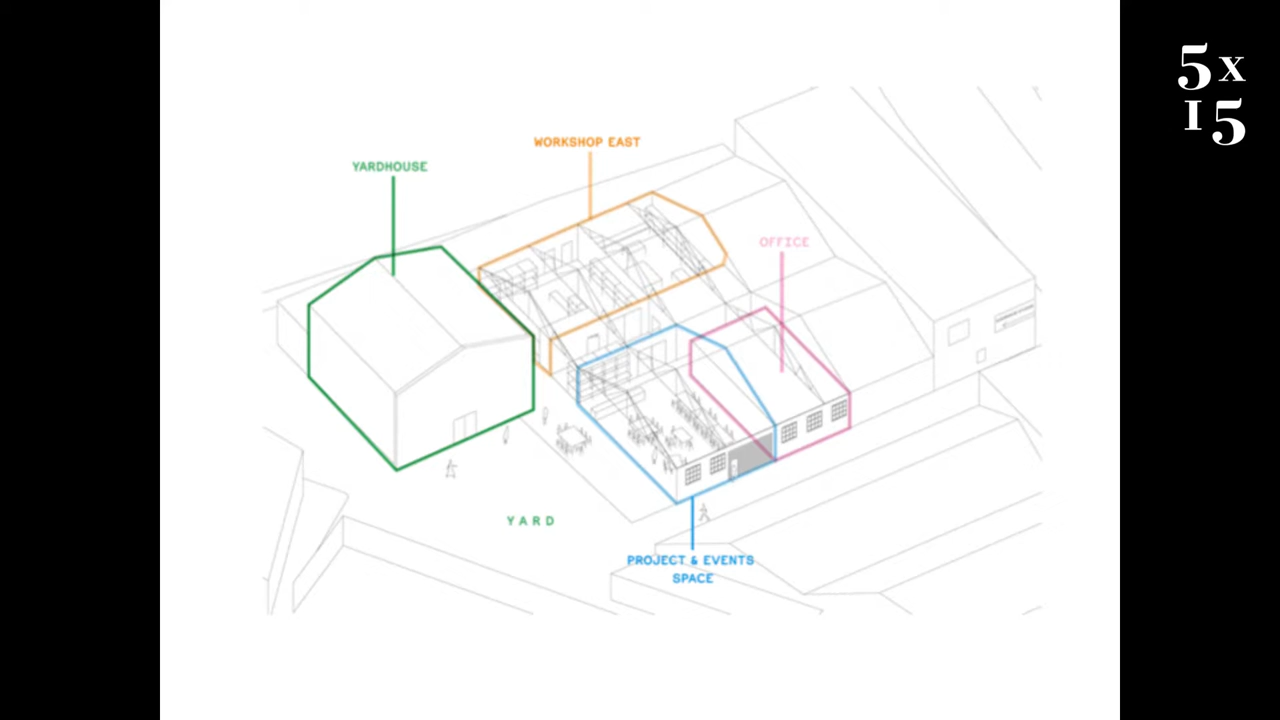 5x
15
WORKSHOP EAST
YARDHOUSE
OFFICE
YARD
PROJECT & EVENTS
SPACE